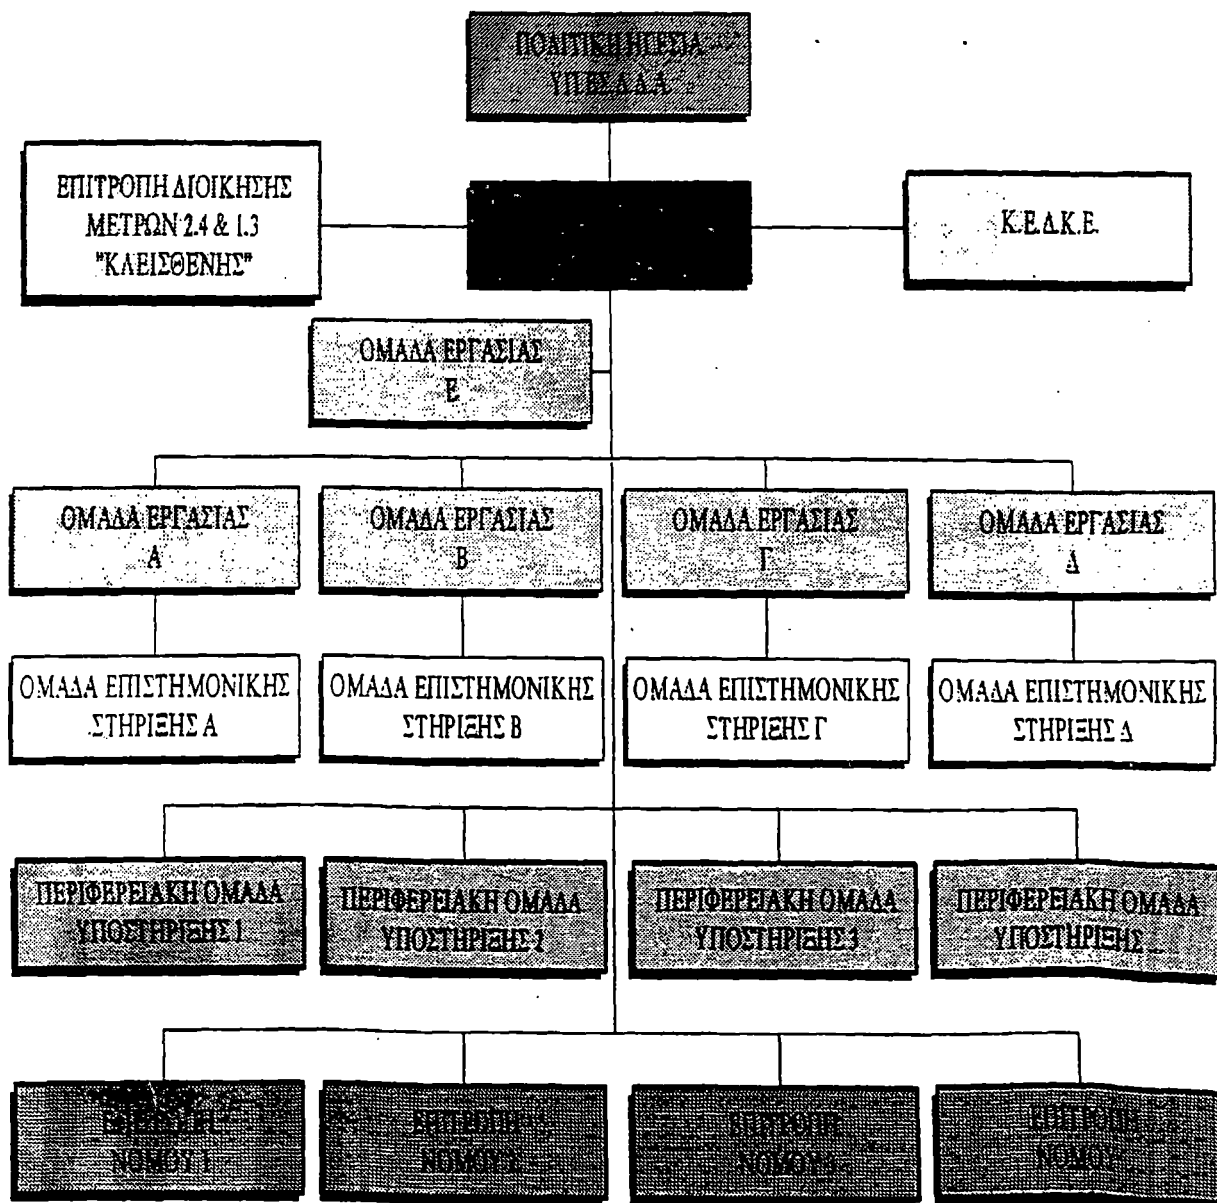 ΠΟΛΙΤΙΚΗ ΗΓΕΣΙΑ
ΥΠ.ΕΣ.Δ.Δ.Α.
ΕΠΙΤΡΟΠΗ ΔΙΟΙΚΗΣΗΣ
ΜΕΤΡΩΝ 2.4 & 1.3
"ΚΛΕΙΣΘΕΝΗΣ"
Κ.Ε.Δ.Κ.Ε.
ΟΜΑΔΑ ΕΡΓΑΣΙΑΣ
Ε
ΟΜΑΔΑ ΕΡΓΑΣΙΑΣ
Α
ΟΜΑΔΑ ΕΡΓΑΣΙΑΣ
Β
ΟΜΑΔΑ ΕΡΓΑΣΙΑΣ
Γ
ΟΜΑΔΑ ΕΡΓΑΣΙΑΣ
Δ
ΟΜΑΔΑ ΕΠΙΣΤΗΜΟΝΙΚΗΣ
ΣΤΗΡΙΞΗΣ Α
ΟΜΑΔΑ ΕΠΙΣΤΗΜΟΝΙΚΗΣ
ΣΤΗΡΙΞΗΣ Β
ΟΜΑΔΑ ΕΠΙΣΤΗΜΟΝΙΚΗΣ
ΣΤΗΡΙΞΗΣ Γ
ΟΜΑΔΑ ΕΠΙΣΤΗΜΟΝΙΚΗΣ
ΣΤΗΡΙΞΗΣ Δ
ΠΕΡΙΦΕΡΕΙΑΚΗ ΟΜΑΔΑ
ΥΠΟΣΤΗΡΙΞΗΣ 1
ΠΕΡΙΦΕΡΕΙΑΚΗ ΟΜΑΔΑ
ΥΠΟΣΤΗΡΙΞΗΣ 2
ΠΕΡΙΦΕΡΕΙΑΚΗ ΟΜΑΔΑ
ΥΠΟΣΤΗΡΙΞΗΣ 3
ΠΕΡΙΦΕΡΕΙΑΚΗ ΟΜΑΔΑ
ΥΠΟΣΤΗΡΙΞΗΣ ...
ΕΠΙΤΡΟΠΗ
ΝΟΜΟΥ 1
ΕΠΙΤΡΟΠΗ
ΝΟΜΟΥ 2
ΕΠΙΤΡΟΠΗ
ΝΟΜΟΥ 3
ΕΠΙΤΡΟΠΗ
ΝΟΜΟΥ